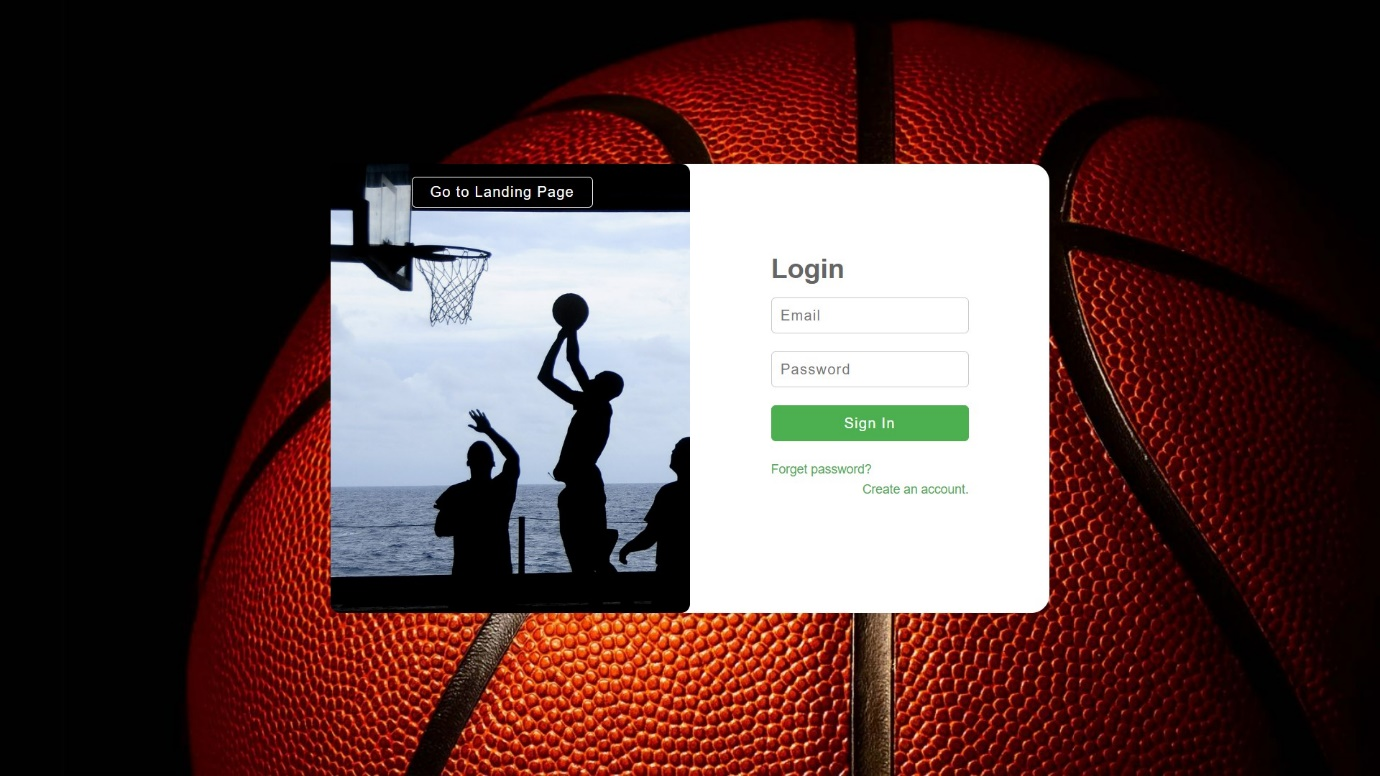 Go to Landing Page
Login
Email
Password
Sign In
Forget password?
Create an account.